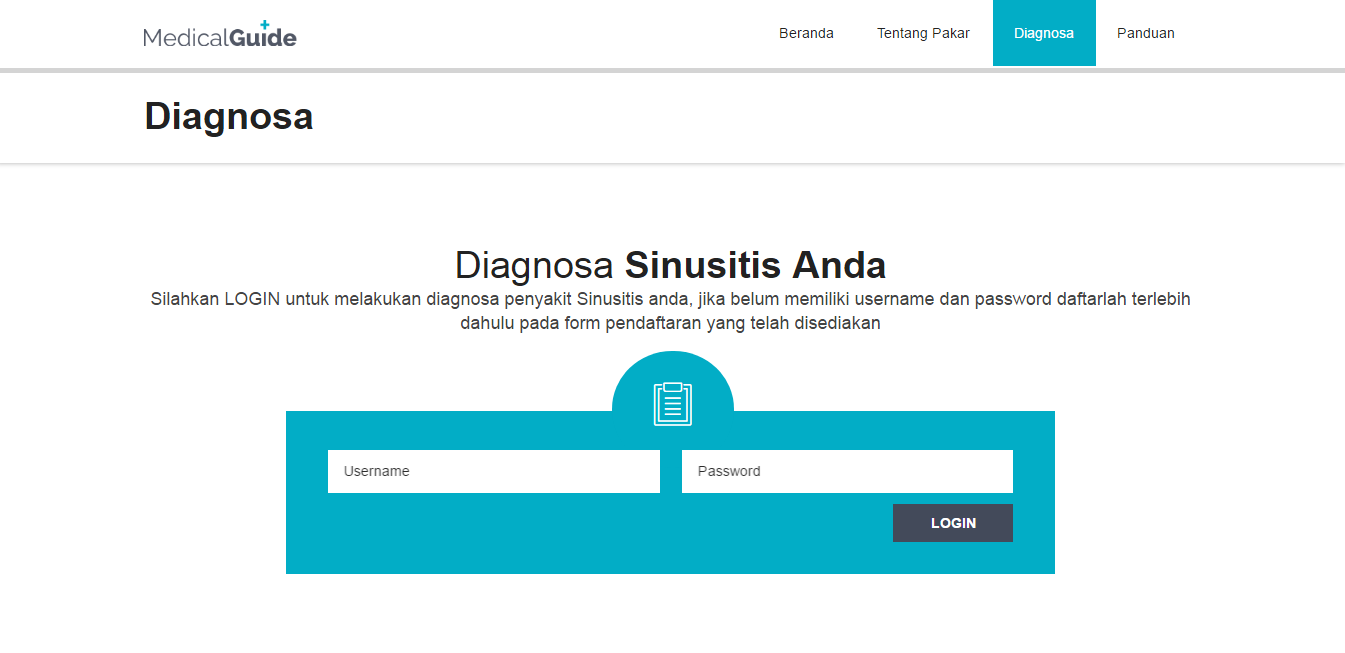 MedicalGuide
Beranda
Tentang Pakar
Diagnosa
Panduan
Diagnosa
Diagnosa Sinusitis Anda
Silahkan LOGIN untuk melakukan diagnosa penyakit Sinusitis anda, jika belum memiliki username dan password daftarlah terlebih
dahulu pada form pendaftaran yang telah disediakan
Username
Password
LOGIN